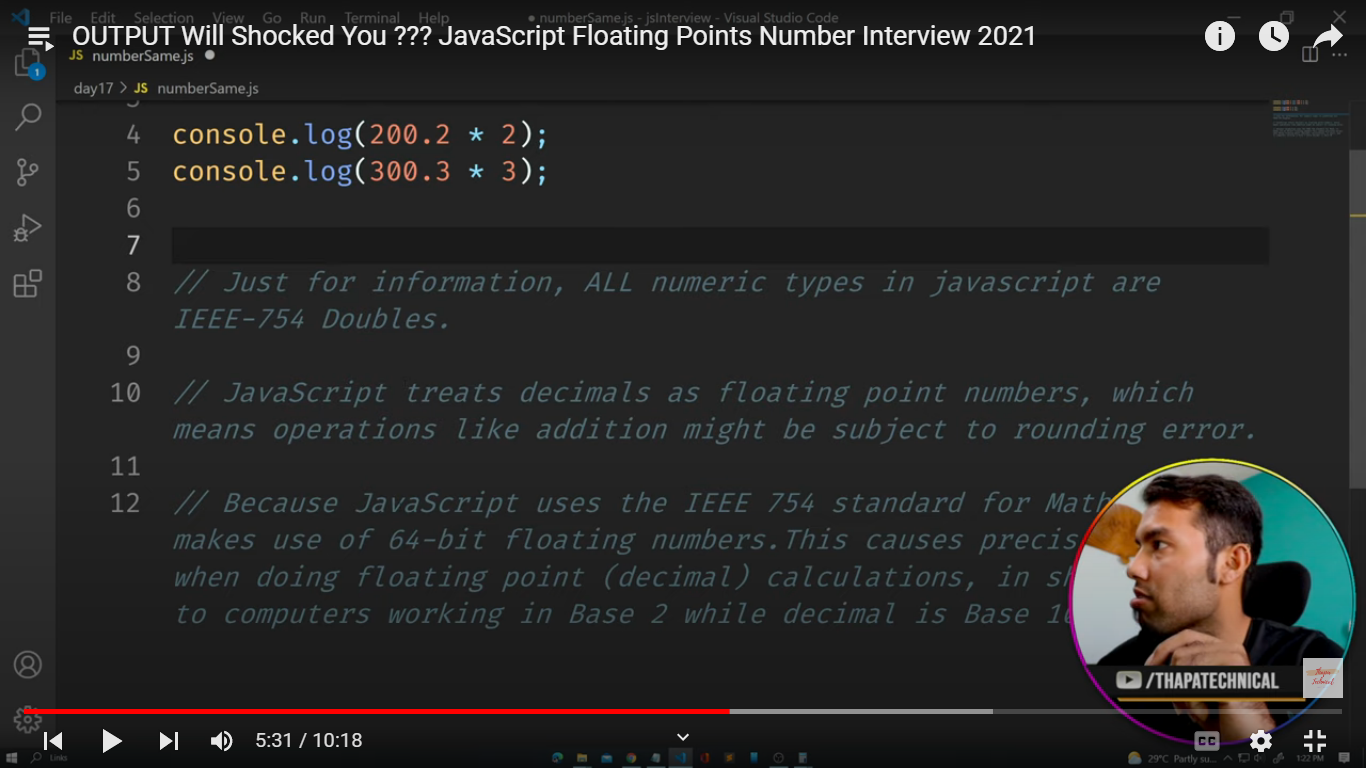 File Edit Selection View Go Run Terminal Help numberSame.js - jsInterview - Visual Studio Code
OUTPUT Will Shocked You ??? JavaScript Floating Points Number Interview 2021
JS numberSame.js
1
day17 > JS numberSame.js
4 console.log(200.2 * 2);
5 console.log(300.3 * 3);
6
7
8 // Just for information, ALL numeric types in javascript are
IEEE-754 Doubles.
9
10 // JavaScript treats decimals as floating point numbers, which
means operations like addition might be subject to rounding error.
11
12 // Because JavaScript uses the IEEE 754 standard for Math
makes use of 64-bit floating numbers.This causes precis
when doing floating point (decimal) calculations, in sh
to computers working in Base 2 while decimal is Base 10
/THAPATECHNICAL
Thapa
Technical
5:31 / 10:18
CC
Links
29°C Partly su...
1:22 PM